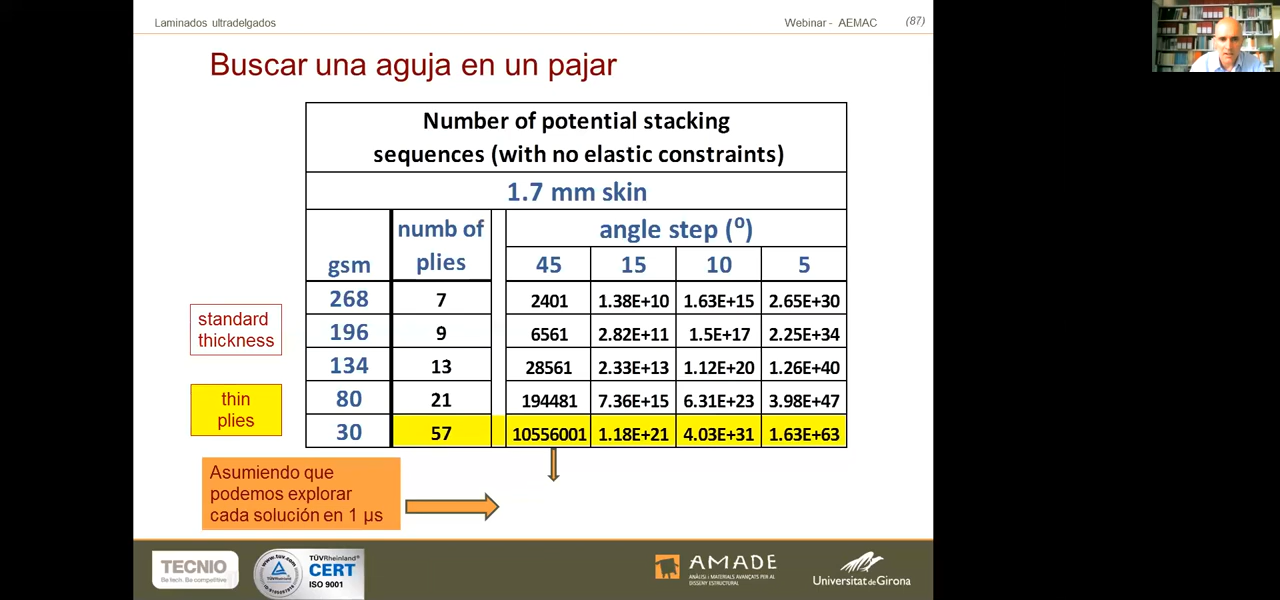 Laminados ultradelgados
Webinar - AEMAC
(87)
Buscar una aguja en un pajar
Number of potential stacking
sequences (with no elastic constraints)
1.7 mm skin
gsm
numb of
plies
angle step (⁰)
45 15 10 5
268 7 2401 1.38E+10 1.63E+15 2.65E+30
196 9 6561 2.82E+11 1.5E+17 2.25E+34
134 13 28561 2.33E+13 1.12E+20 1.26E+40
80 21 194481 7.36E+15 6.31E+23 3.98E+47
30 57 10556001 1.18E+21 4.03E+31 1.63E+63
standard
thickness
thin
plies
Asumiendo que
podemos explorar
cada solución en 1 µs
TECNIO
Be tech. Be competitive
TÜVRheinland®
CERT
ISO 9001
AMADE
ANÀLISI I MATERIALS AVANÇATS PER AL
DISSENY ESTRUCTURAL
Universitat de Girona